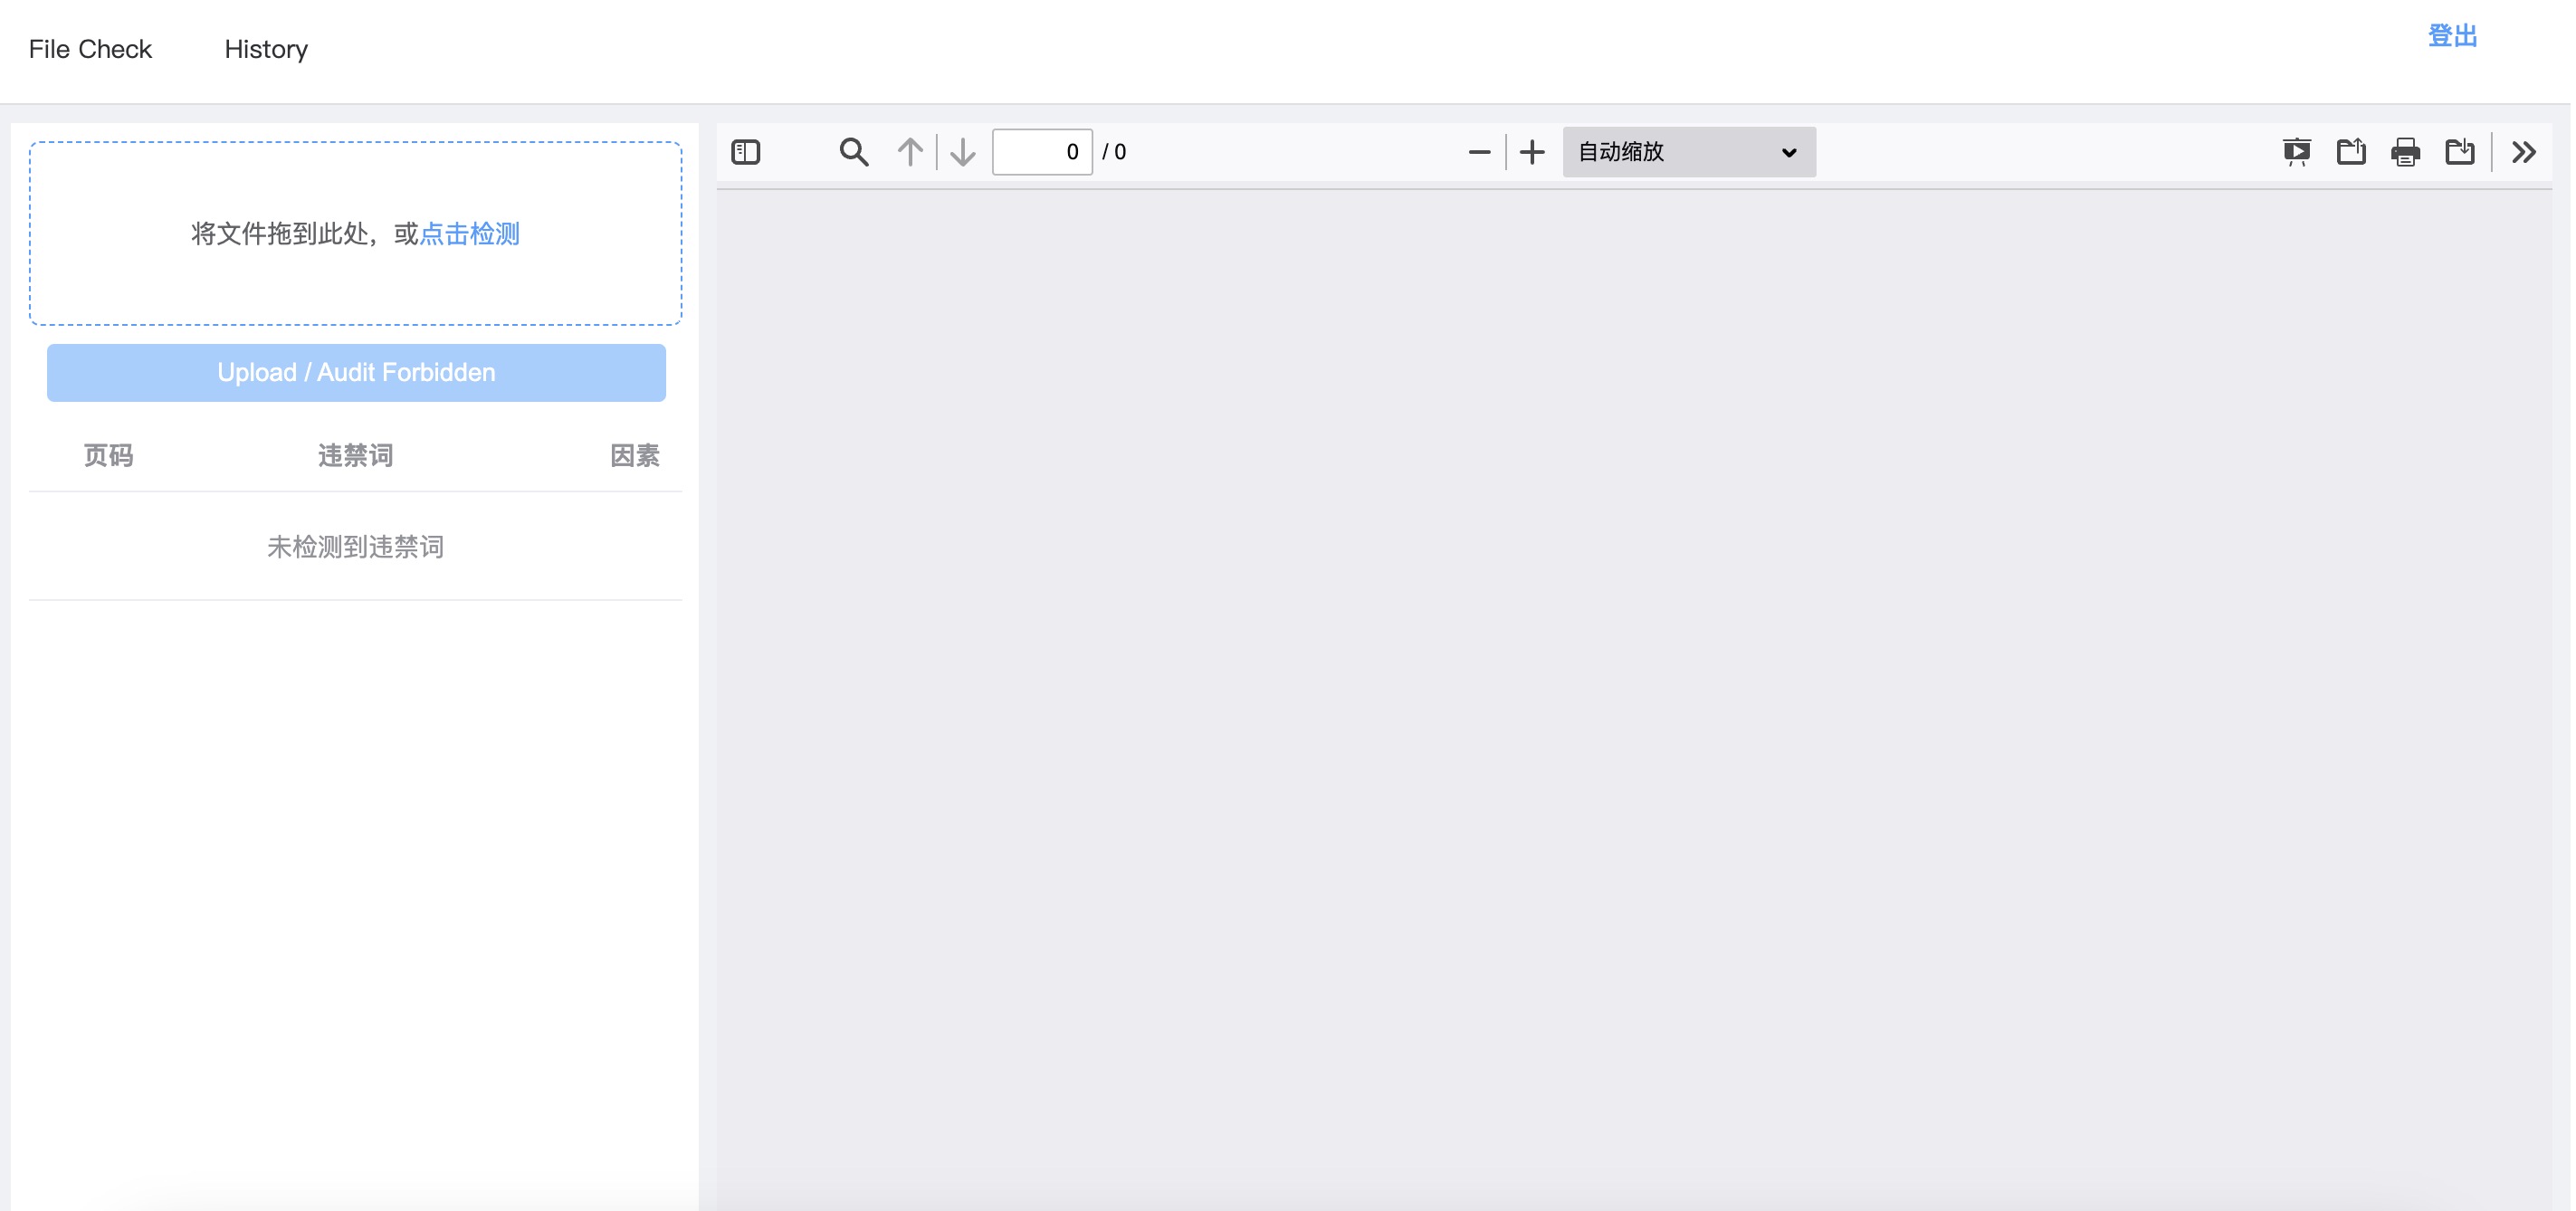 File Check
History
登出
0 / 0
自动缩放
将文件拖到此处，或点击检测
Upload / Audit Forbidden
页码 违禁词 因素
未检测到违禁词